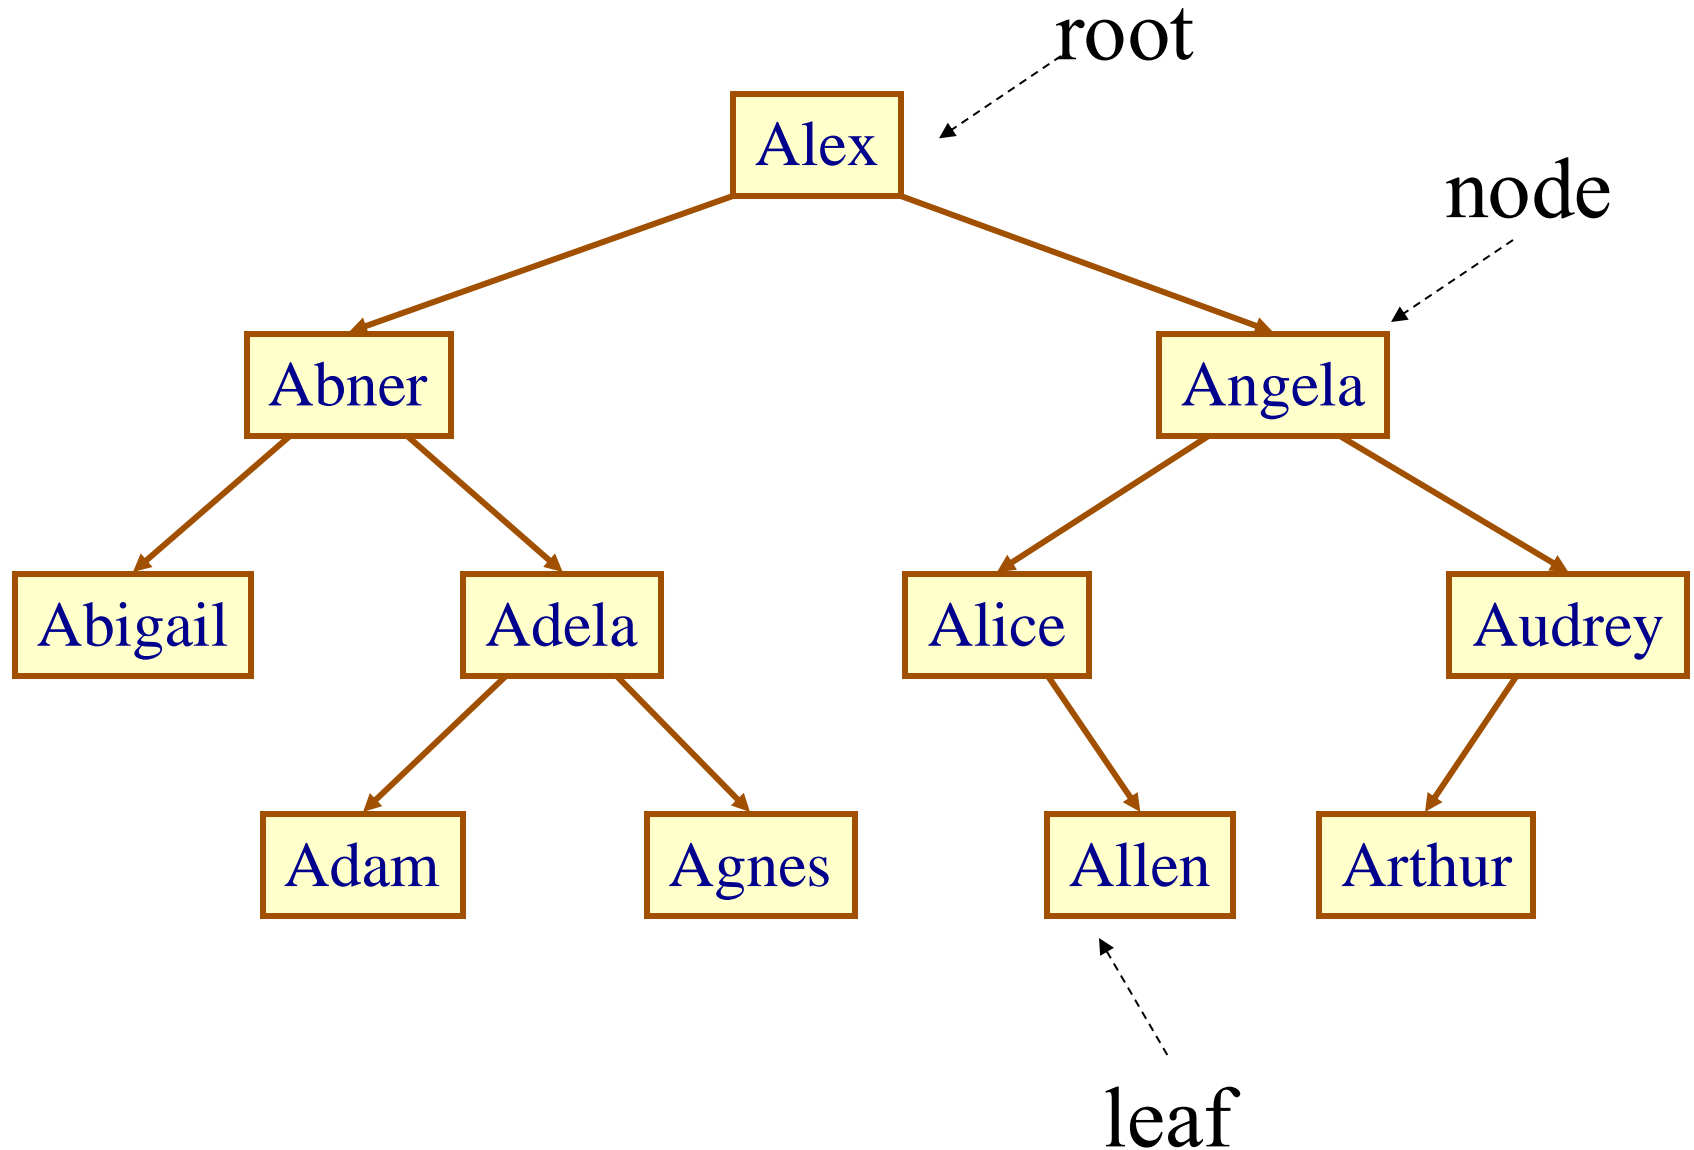 root
Alex
node
Abner
Angela
Abigail
Adela
Alice
Audrey
Adam
Agnes
Allen
Arthur
leaf